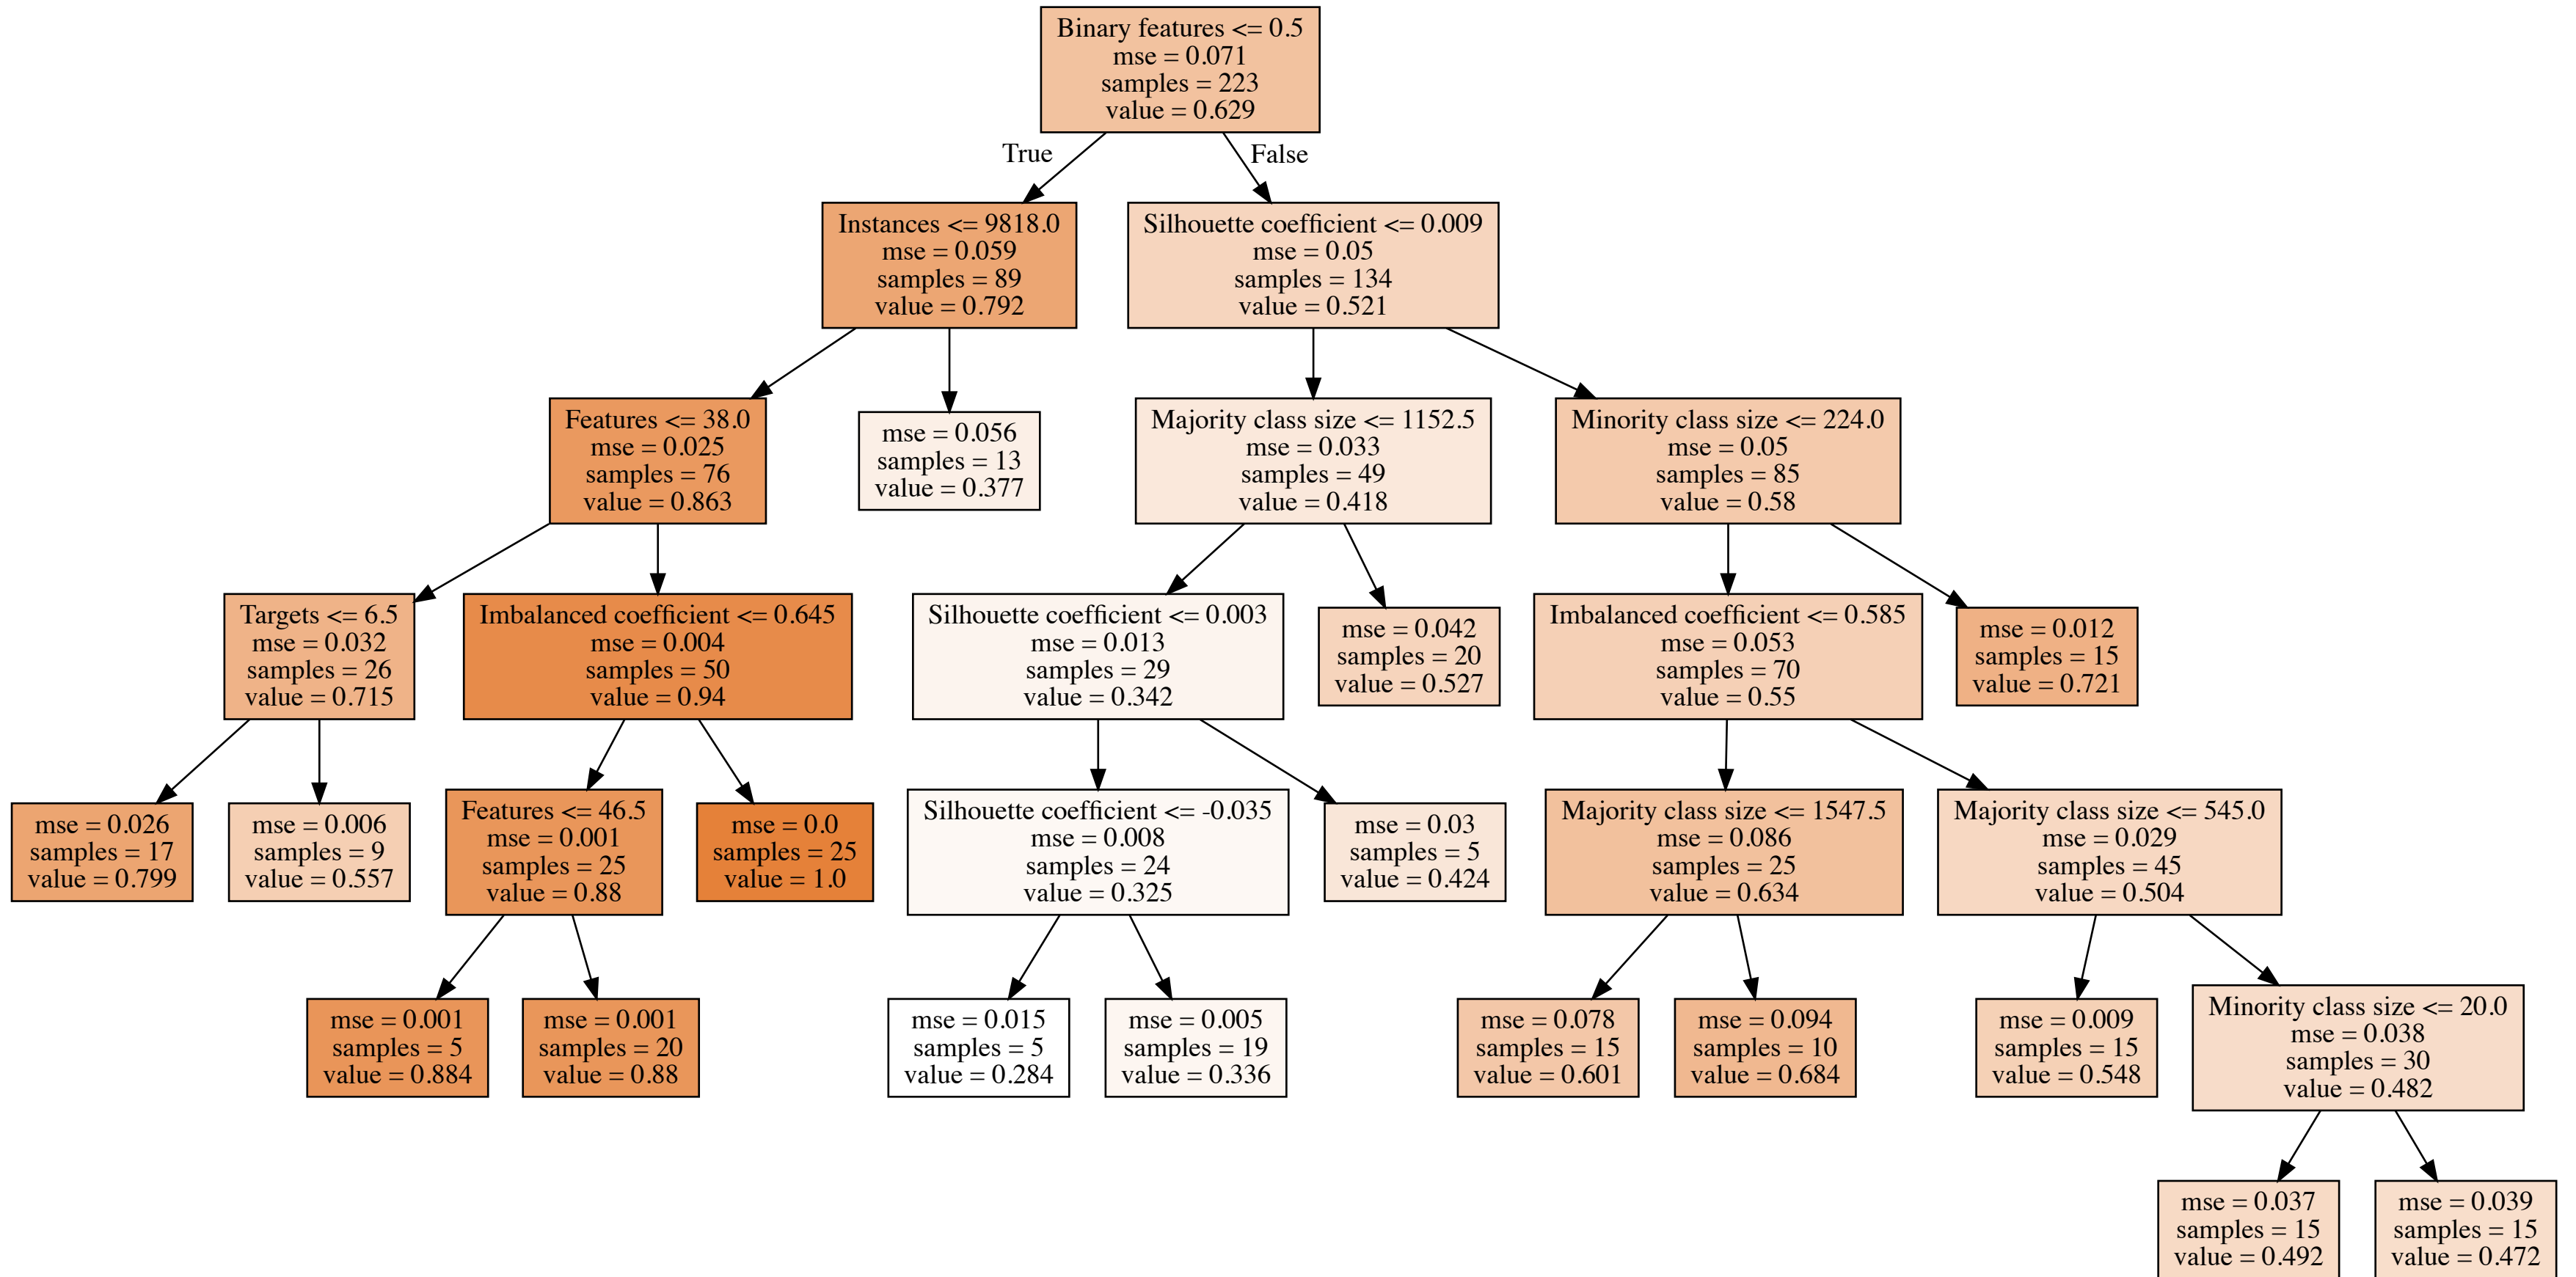 Binary features <= 0.5
mse = 0.071
samples = 223
value = 0.629
True
False
Instances <= 9818.0
mse = 0.059
samples = 89
value = 0.792
Silhouette coefficient <= 0.009
mse = 0.05
samples = 134
value = 0.521
Features <= 38.0
mse = 0.025
samples = 76
value = 0.863
mse = 0.056
samples = 13
value = 0.377
Majority class size <= 1152.5
mse = 0.033
samples = 49
value = 0.418
Minority class size <= 224.0
mse = 0.05
samples = 85
value = 0.58
Targets <= 6.5
mse = 0.032
samples = 26
value = 0.715
Imbalanced coefficient <= 0.645
mse = 0.004
samples = 50
value = 0.94
Silhouette coefficient <= 0.003
mse = 0.013
samples = 29
value = 0.342
mse = 0.042
samples = 20
value = 0.527
Imbalanced coefficient <= 0.585
mse = 0.053
samples = 70
value = 0.55
mse = 0.012
samples = 15
value = 0.721
mse = 0.026
samples = 17
value = 0.799
mse = 0.006
samples = 9
value = 0.557
Features <= 46.5
mse = 0.001
samples = 25
value = 0.88
mse = 0.0
samples = 25
value = 1.0
Silhouette coefficient <= -0.035
mse = 0.008
samples = 24
value = 0.325
mse = 0.03
samples = 5
value = 0.424
Majority class size <= 1547.5
mse = 0.086
samples = 25
value = 0.634
Majority class size <= 545.0
mse = 0.029
samples = 45
value = 0.504
mse = 0.001
samples = 5
value = 0.884
mse = 0.001
samples = 20
value = 0.88
mse = 0.015
samples = 5
value = 0.284
mse = 0.005
samples = 19
value = 0.336
mse = 0.078
samples = 15
value = 0.601
mse = 0.094
samples = 10
value = 0.684
mse = 0.009
samples = 15
value = 0.548
Minority class size <= 20.0
mse = 0.038
samples = 30
value = 0.482
mse = 0.037
samples = 15
value = 0.492
mse = 0.039
samples = 15
value = 0.472